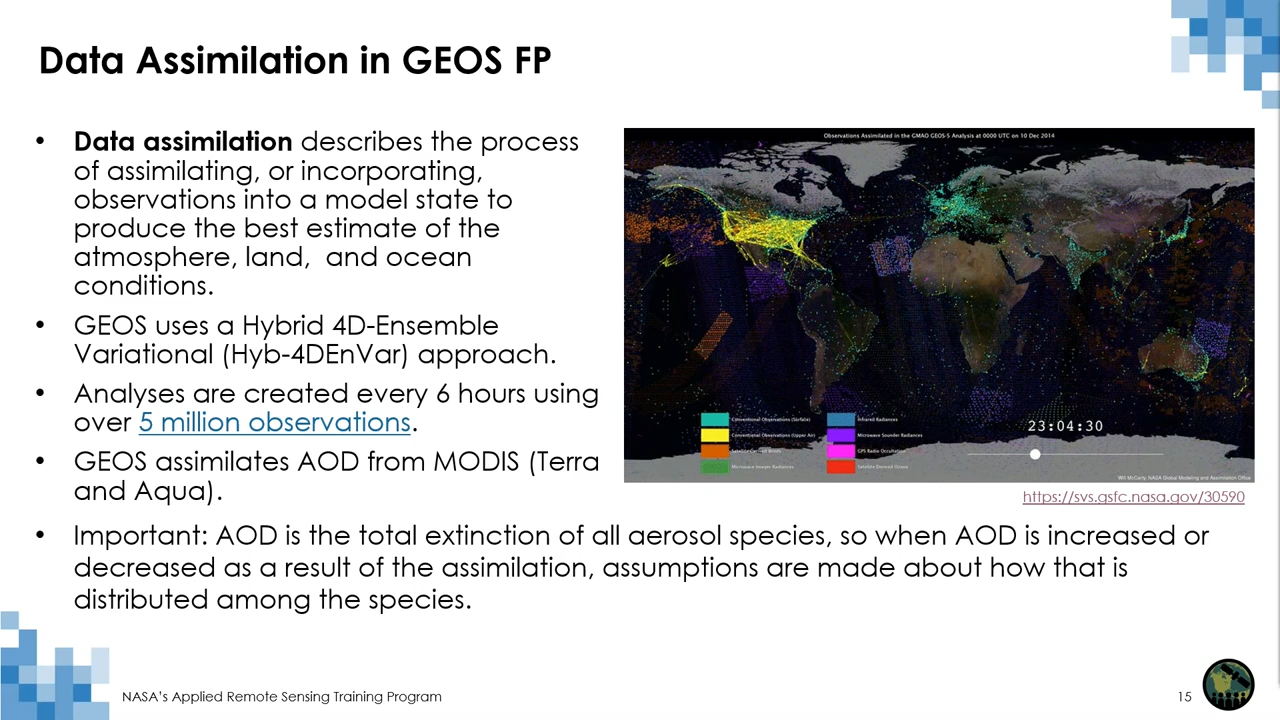 Data Assimilation in GEOS FP
• Data assimilation describes the process
of assimilating, or incorporating,
observations into a model state to
produce the best estimate of the
atmosphere, land, and ocean
conditions.
• GEOS uses a Hybrid 4D-Ensemble
Variational (Hyb-4DEnVar) approach.
• Analyses are created every 6 hours using
over 5 million observations.
• GEOS assimilates AOD from MODIS (Terra
and Aqua).
Observations Assimilated in the GMAO GEOS-5 Analysis at 0000 UTC on 10 Dec 2014
Conventional Observations (Surface)
Conventional Observations (Upper Air)
Satellite Derived Winds
Microwave Imager Radiances
Infrared Radiances
Microwave Sounder Radiances
GPS Radio Occultation
Satellite Derived Ozone
23:04:30
Will McCarty, NASA Global Modeling and Assimilation Office
https://svs.gsfc.nasa.gov/30590
• Important: AOD is the total extinction of all aerosol species, so when AOD is increased or
decreased as a result of the assimilation, assumptions are made about how that is
distributed among the species.
NASA's Applied Remote Sensing Training Program
15